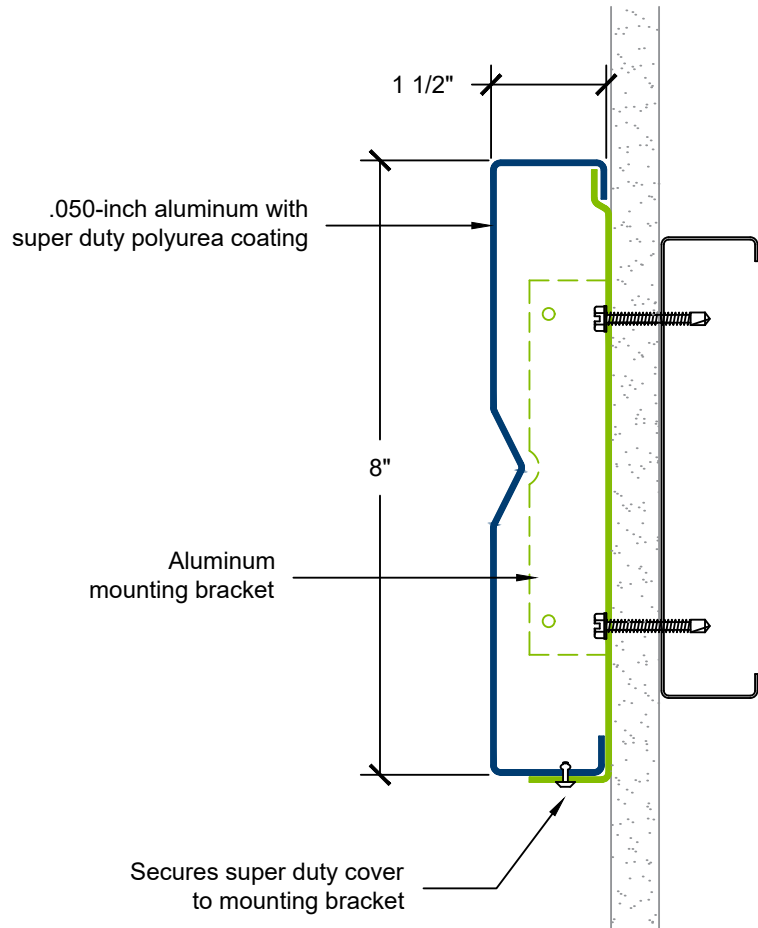 1 1/2"
.050-inch aluminum with
super duty polyurea coating
8"
Aluminum
mounting bracket
Secures super duty cover
to mounting bracket